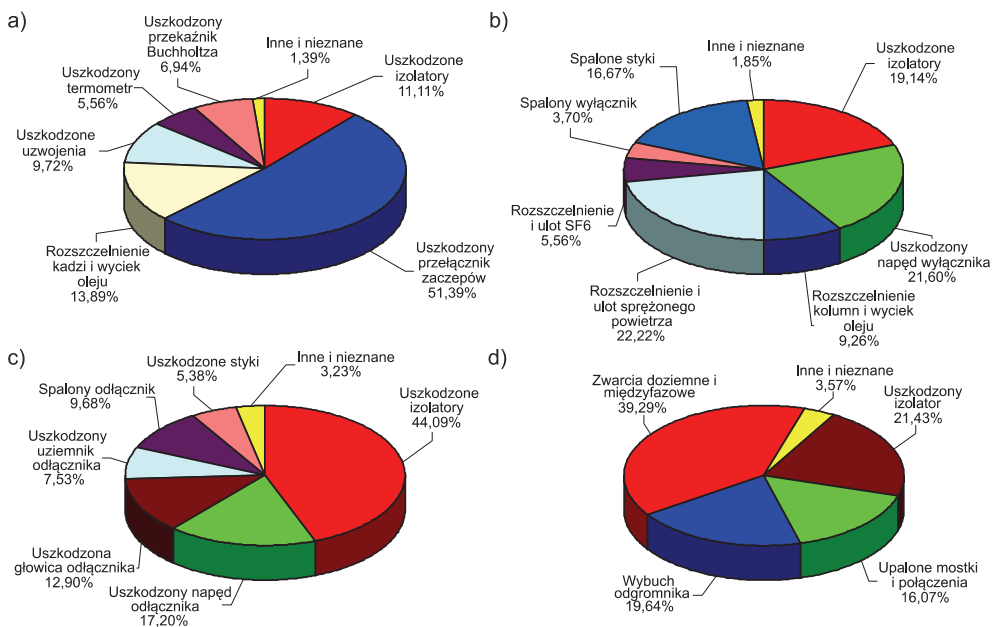 a)
Uszkodzony
przekaźnik
Buchholtza
6,94%
Inne i nieznane
1,39%
Uszkodzone
izolatory
11,11%
Uszkodzony
termometr
5,56%
Uszkodzone
uzwojenia
9,72%
Rozszczelnienie
kadzi i wyciek
oleju
13,89%
Uszkodzony
przełącznik
zaczepów
51,39%
b)
Inne i nieznane
1,85%
Uszkodzone
izolatory
19,14%
Spalone styki
16,67%
Spalony wyłącznik
3,70%
Rozszczelnienie
i ulot SF6
5,56%
Rozszczelnienie i
ulot sprężonego
powietrza
22,22%
Uszkodzony
napęd wyłącznika
21,60%
Rozszczelnienie
kolumn i wyciek
oleju
9,26%
c)
Uszkodzone styki
5,38%
Inne i nieznane
3,23%
Uszkodzone
izolatory
44,09%
Spalony odłącznik
9,68%
Uszkodzony
uziemnik
odłącznika
7,53%
Uszkodzona
głowica odłącznika
12,90%
Uszkodzony napęd
odłącznika
17,20%
d)
Zwarcia doziemne i
międzyfazowe
39,29%
Inne i nieznane
3,57%
Uszkodzony
izolator
21,43%
Wybuch
odgromnika
19,64%
Upalone mostki
i połączenia
16,07%